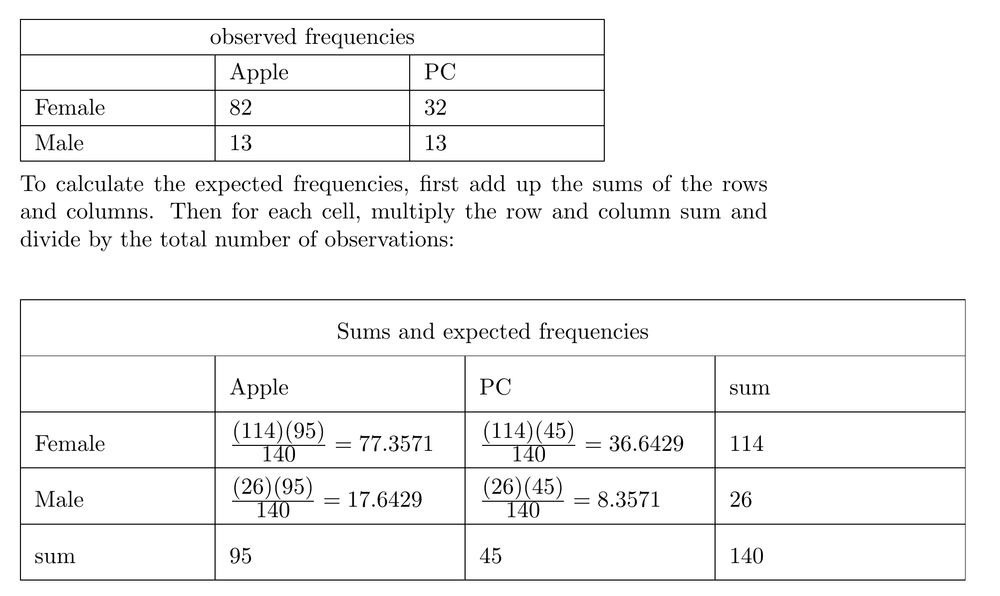 observed frequencies
Apple PC
Female 82 32
Male 13 13
To calculate the expected frequencies, first add up the sums of the rows
and columns. Then for each cell, multiply the row and column sum and
divide by the total number of observations:
Sums and expected frequencies
Apple PC sum
Female (114)(95)/140 = 77.3571 (114)(45)/140 = 36.6429 114
Male (26)(95)/140 = 17.6429 (26)(45)/140 = 8.3571 26
sum 95 45 140